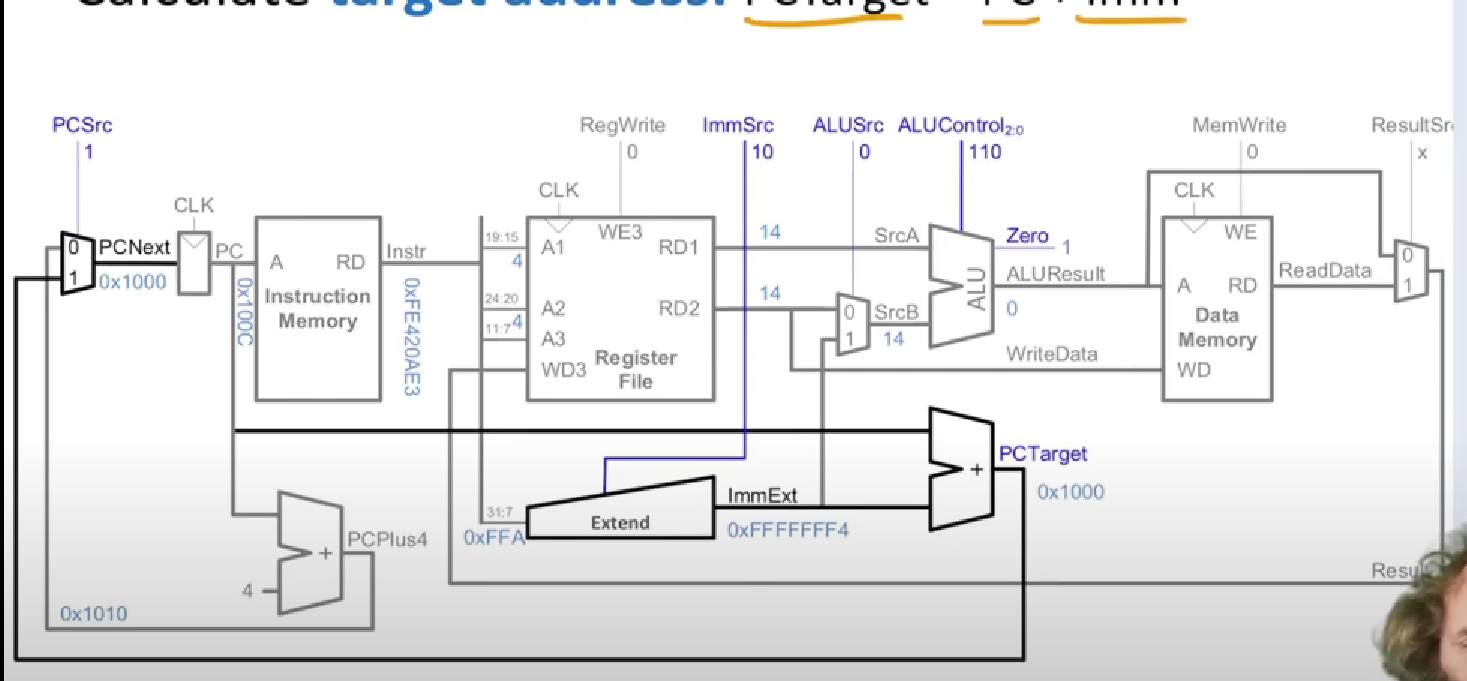 Calculate target address: PCTarget = PC + Imm
PCSrc
1
RegWrite
0
ImmSrc
10
ALUSrc
0
ALUControl2:0
110
MemWrite
0
ResultSr
x
CLK
CLK
CLK
0
1
PCNext
0x1000
PC
0x100C
A
RD
Instruction
Memory
Instr
0xFE420AE3
19:15
4
24:20
4
11:7
A1
A2
A3
WD3
WE3
RD1
RD2
Register
File
14
14
0
1
SrcA
SrcB
14
ALU
Zero
1
ALUResult
0
WriteData
WE
A
RD
Data
Memory
WD
ReadData
0
1
PCTarget
+
0x1000
31:7
0xFFA
Extend
ImmExt
0xFFFFFFF4
PCPlus4
+
4
0x1010
Resu